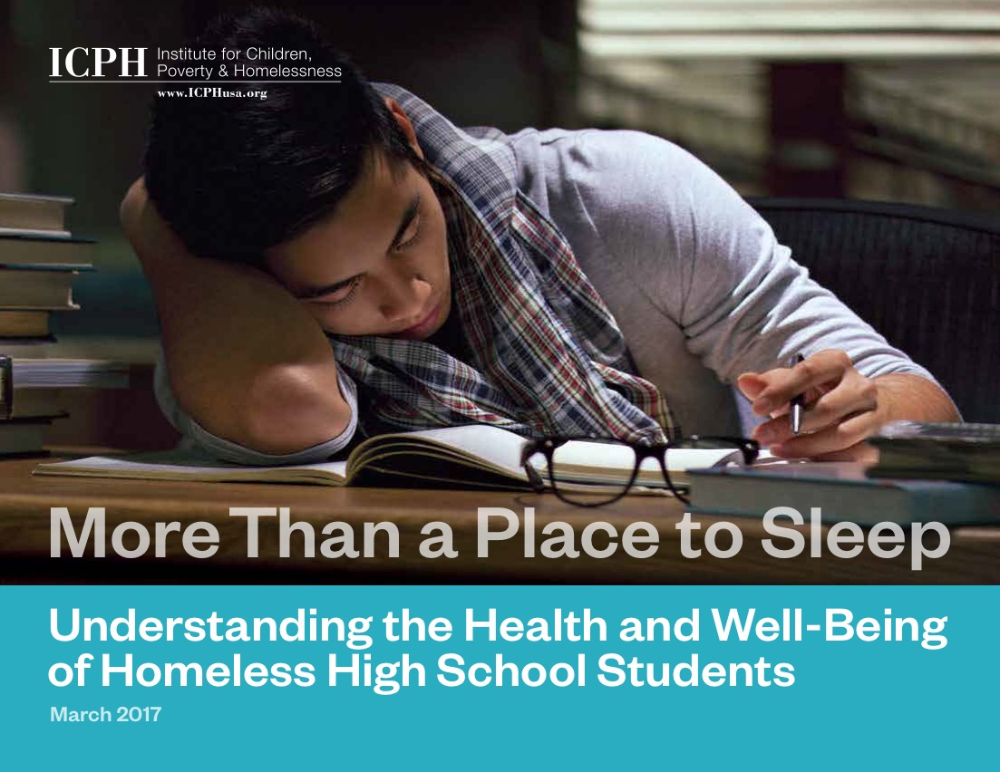 ICPH
Institute for Children,
Poverty & Homelessness
www.ICPHusa.org
More Than a Place to Sleep
Understanding the Health and Well-Being
of Homeless High School Students
March 2017